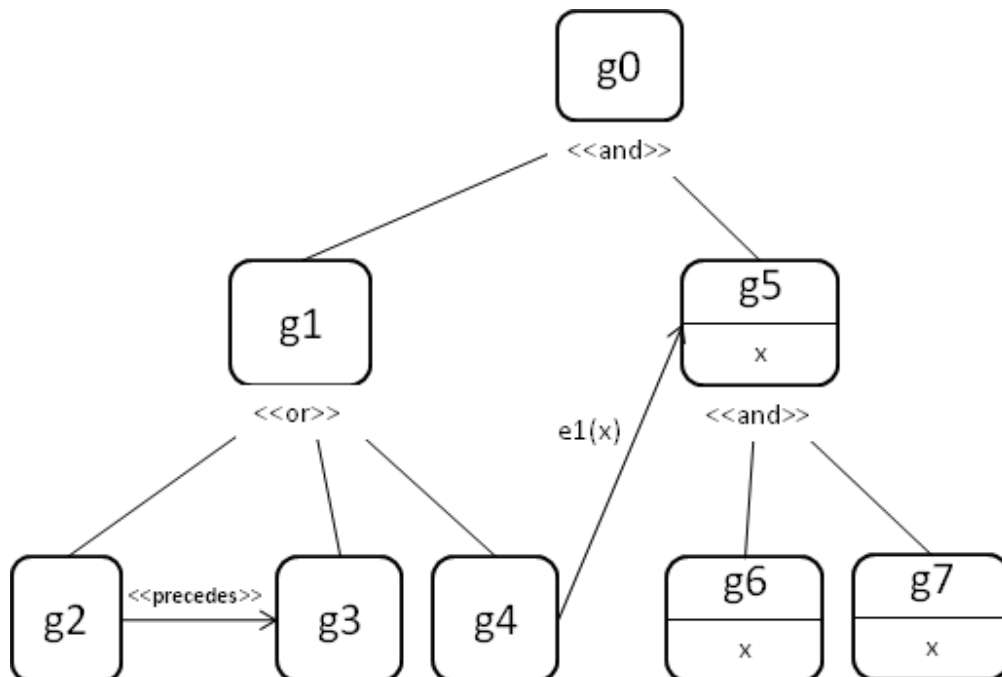 g0
<<and>>
g1
g5
x
<<or>>
e1(x)
<<and>>
g2
<<precedes>>
g3
g4
g6
x
g7
x